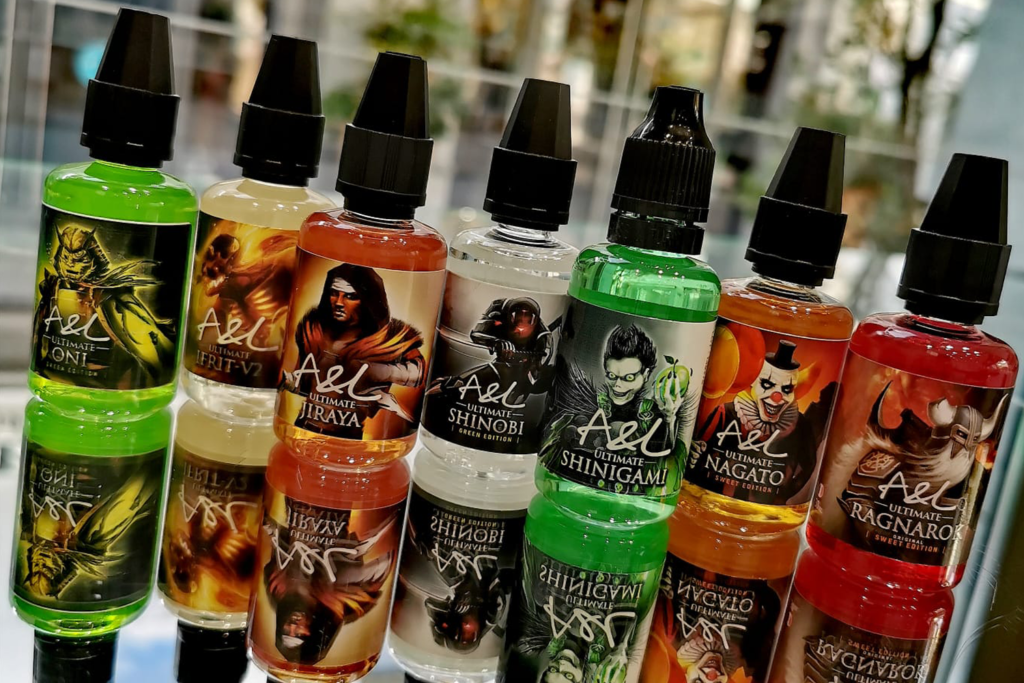 A&L
ULTIMATE
ONI
GREEN EDITION
A&L
ULTIMATE
IFRIT-V2
A&L
ULTIMATE
JIRAYA
A&L
ULTIMATE
SHINOBI
GREEN EDITION
A&L
ULTIMATE
SHINIGAMI
A&L
ULTIMATE
NAGATO
SWEET EDITION
A&L
ULTIMATE
RAGNAROK
ORIGINAL
SWEET EDITION